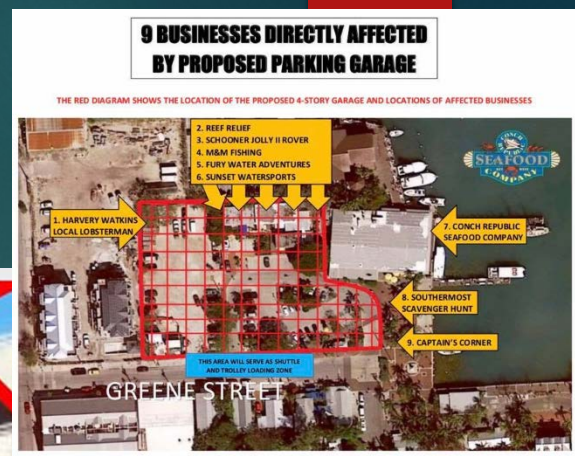 9 BUSINESSES DIRECTLY AFFECTED
BY PROPOSED PARKING GARAGE
THE RED DIAGRAM SHOWS THE LOCATION OF THE PROPOSED 4-STORY GARAGE AND LOCATIONS OF AFFECTED BUSINESSES
2. REEF RELIEF
3. SCHOONER JOLLY II ROVER
4. M&M FISHING
5. FURY WATER ADVENTURES
6. SUNSET WATERSPORTS
CONCH REPUBLIC
SEAFOOD
COMPANY
1. HARVERY WATKINS
LOCAL LOBSTERMAN
7. CONCH REPUBLIC
SEAFOOD COMPANY
8. SOUTHERMOST
SCAVENGER HUNT
9. CAPTAIN'S CORNER
THIS AREA WILL SERVE AS SHUTTLE
AND TROLLEY LOADING ZONE
GREENE STREET